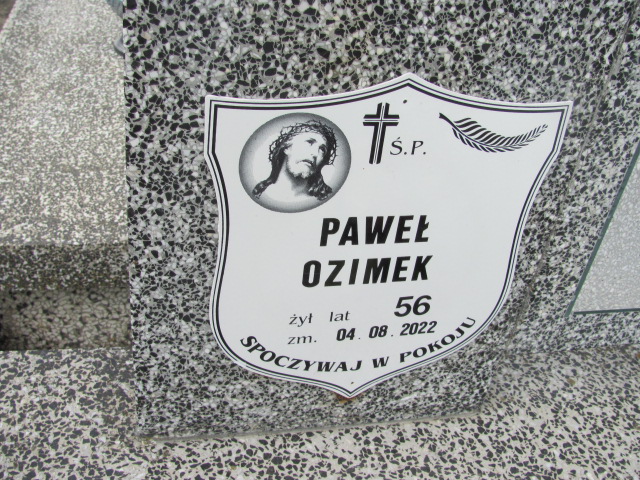 Ś.P.
PAWEŁ
OZIMEK
żył lat 56
zm. 04.08.2022
SPOCZYWAJ W POKOJU